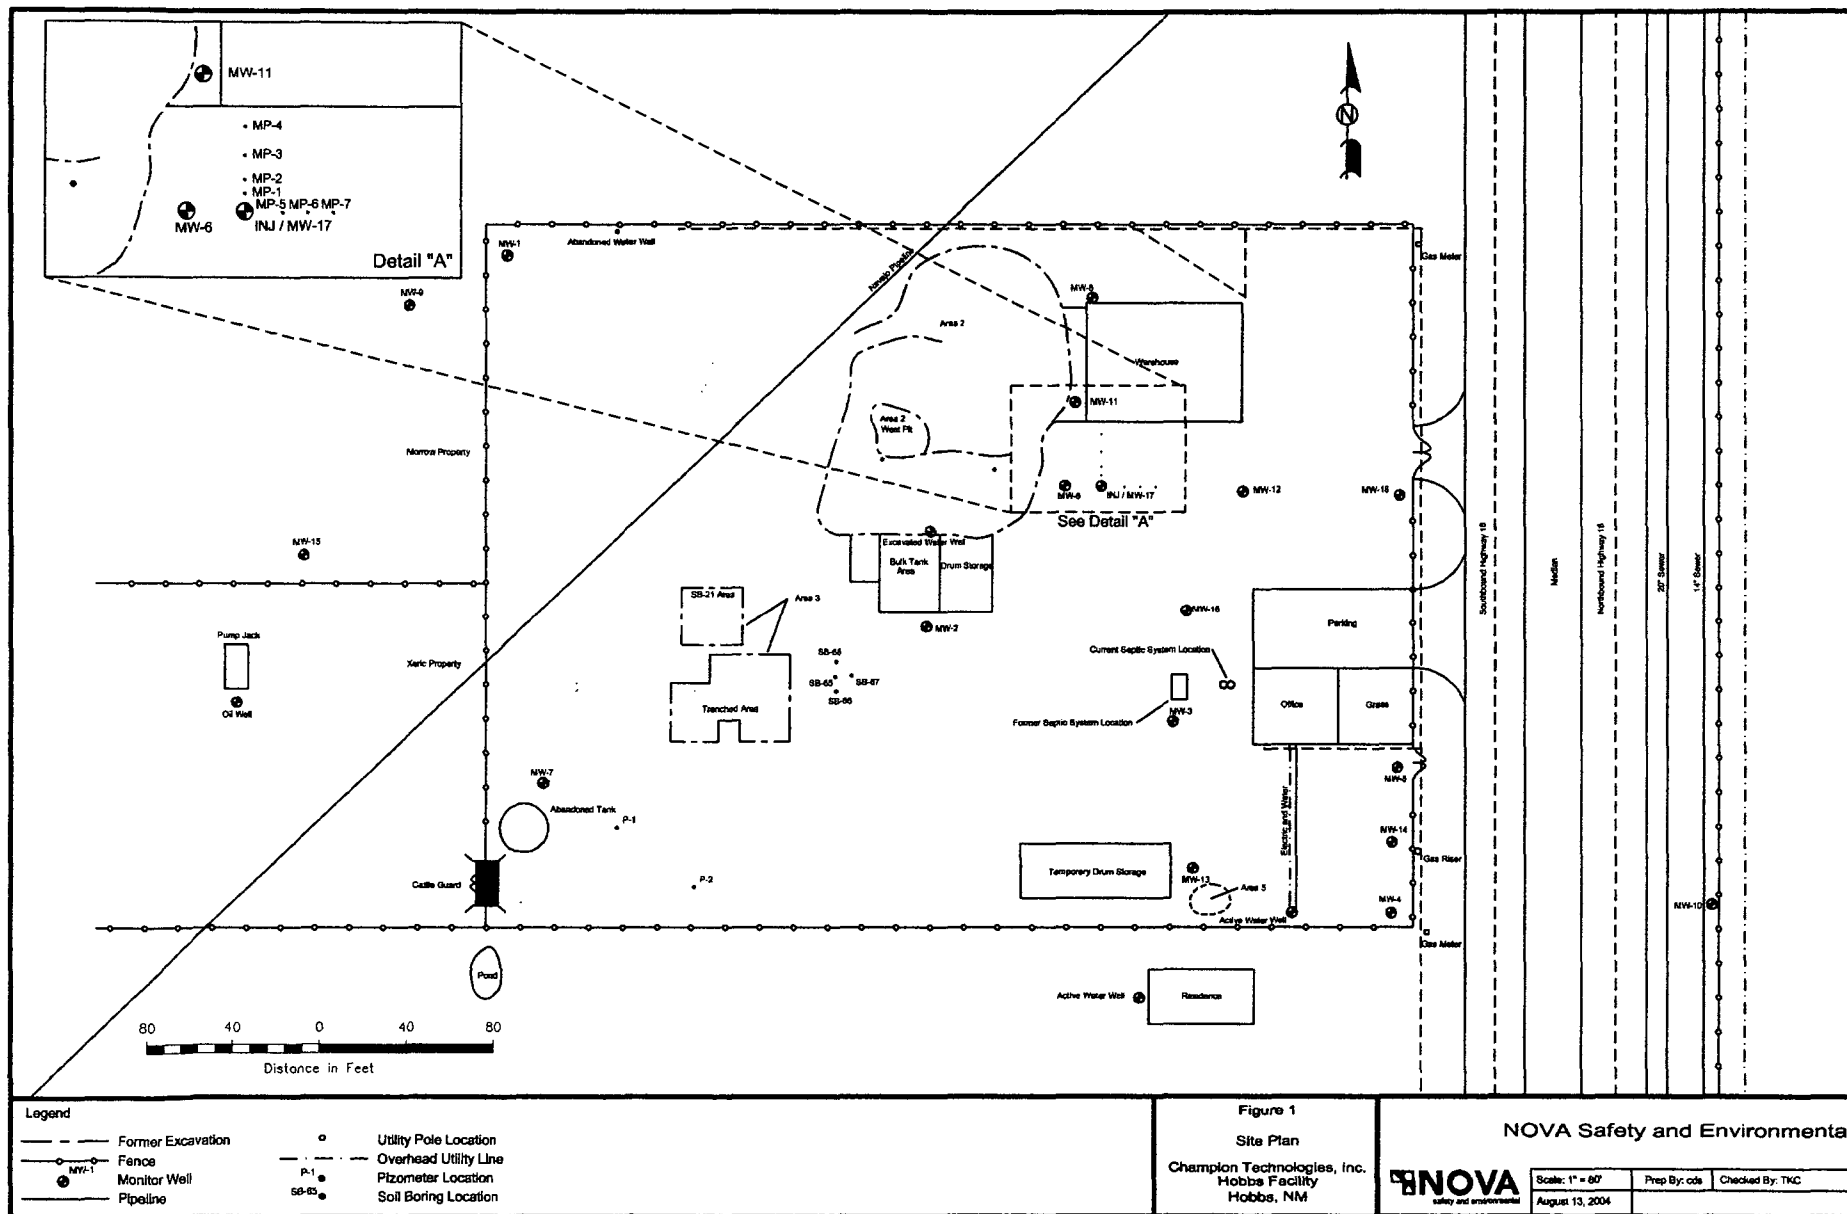 MW-11
MP-4
MP-3
MP-2
MP-1
MP-5 MP-6 MP-7
MW-6
INJ / MW-17
Detail "A"
N
MW-1
Abandoned Water Well
Navajo Pipeline
Gas Meter
MW-9
MW-8
Area 2
Warehouse
MW-11
Area 2
West Pit
Morrow Property
MW-6
INJ / MW-17
MW-12
MW-18
See Detail "A"
MW-15
Excavated Water Well
Bulk Tank
Area
Drum Storage
Southbound Highway 18
Median
Northbound Highway 18
20" Sewer
14" Sewer
SB-21 Area
Area 3
MW-16
MW-2
Parking
Pump Jack
Xeric Property
SB-68
SB-65
SB-67
SB-66
Current Septic System Location
Oil Well
Trenched Area
MW-3
Former Septic System Location
Office
Grass
MW-7
Abandoned Tank
P-1
Electric and Water
MW-5
MW-14
Gas Riser
Cattle Guard
P-2
Temporary Drum Storage
MW-13
Area 5
MW-4
MW-10
Active Water Well
Gas Meter
Pond
Active Water Well
Residence
80 40 0 40 80
Distance in Feet
Legend
Former Excavation
Fence
MW-1
Monitor Well
Pipeline
Utility Pole Location
Overhead Utility Line
P-1
Pizometer Location
SB-65
Soil Boring Location
Figure 1
Site Plan
Champion Technologies, Inc.
Hobbs Facility
Hobbs, NM
NOVA Safety and Environmenta
NOVA
safety and environmental
Scale: 1" = 80'
Prep By: cds
Checked By: TKC
August 13, 2004